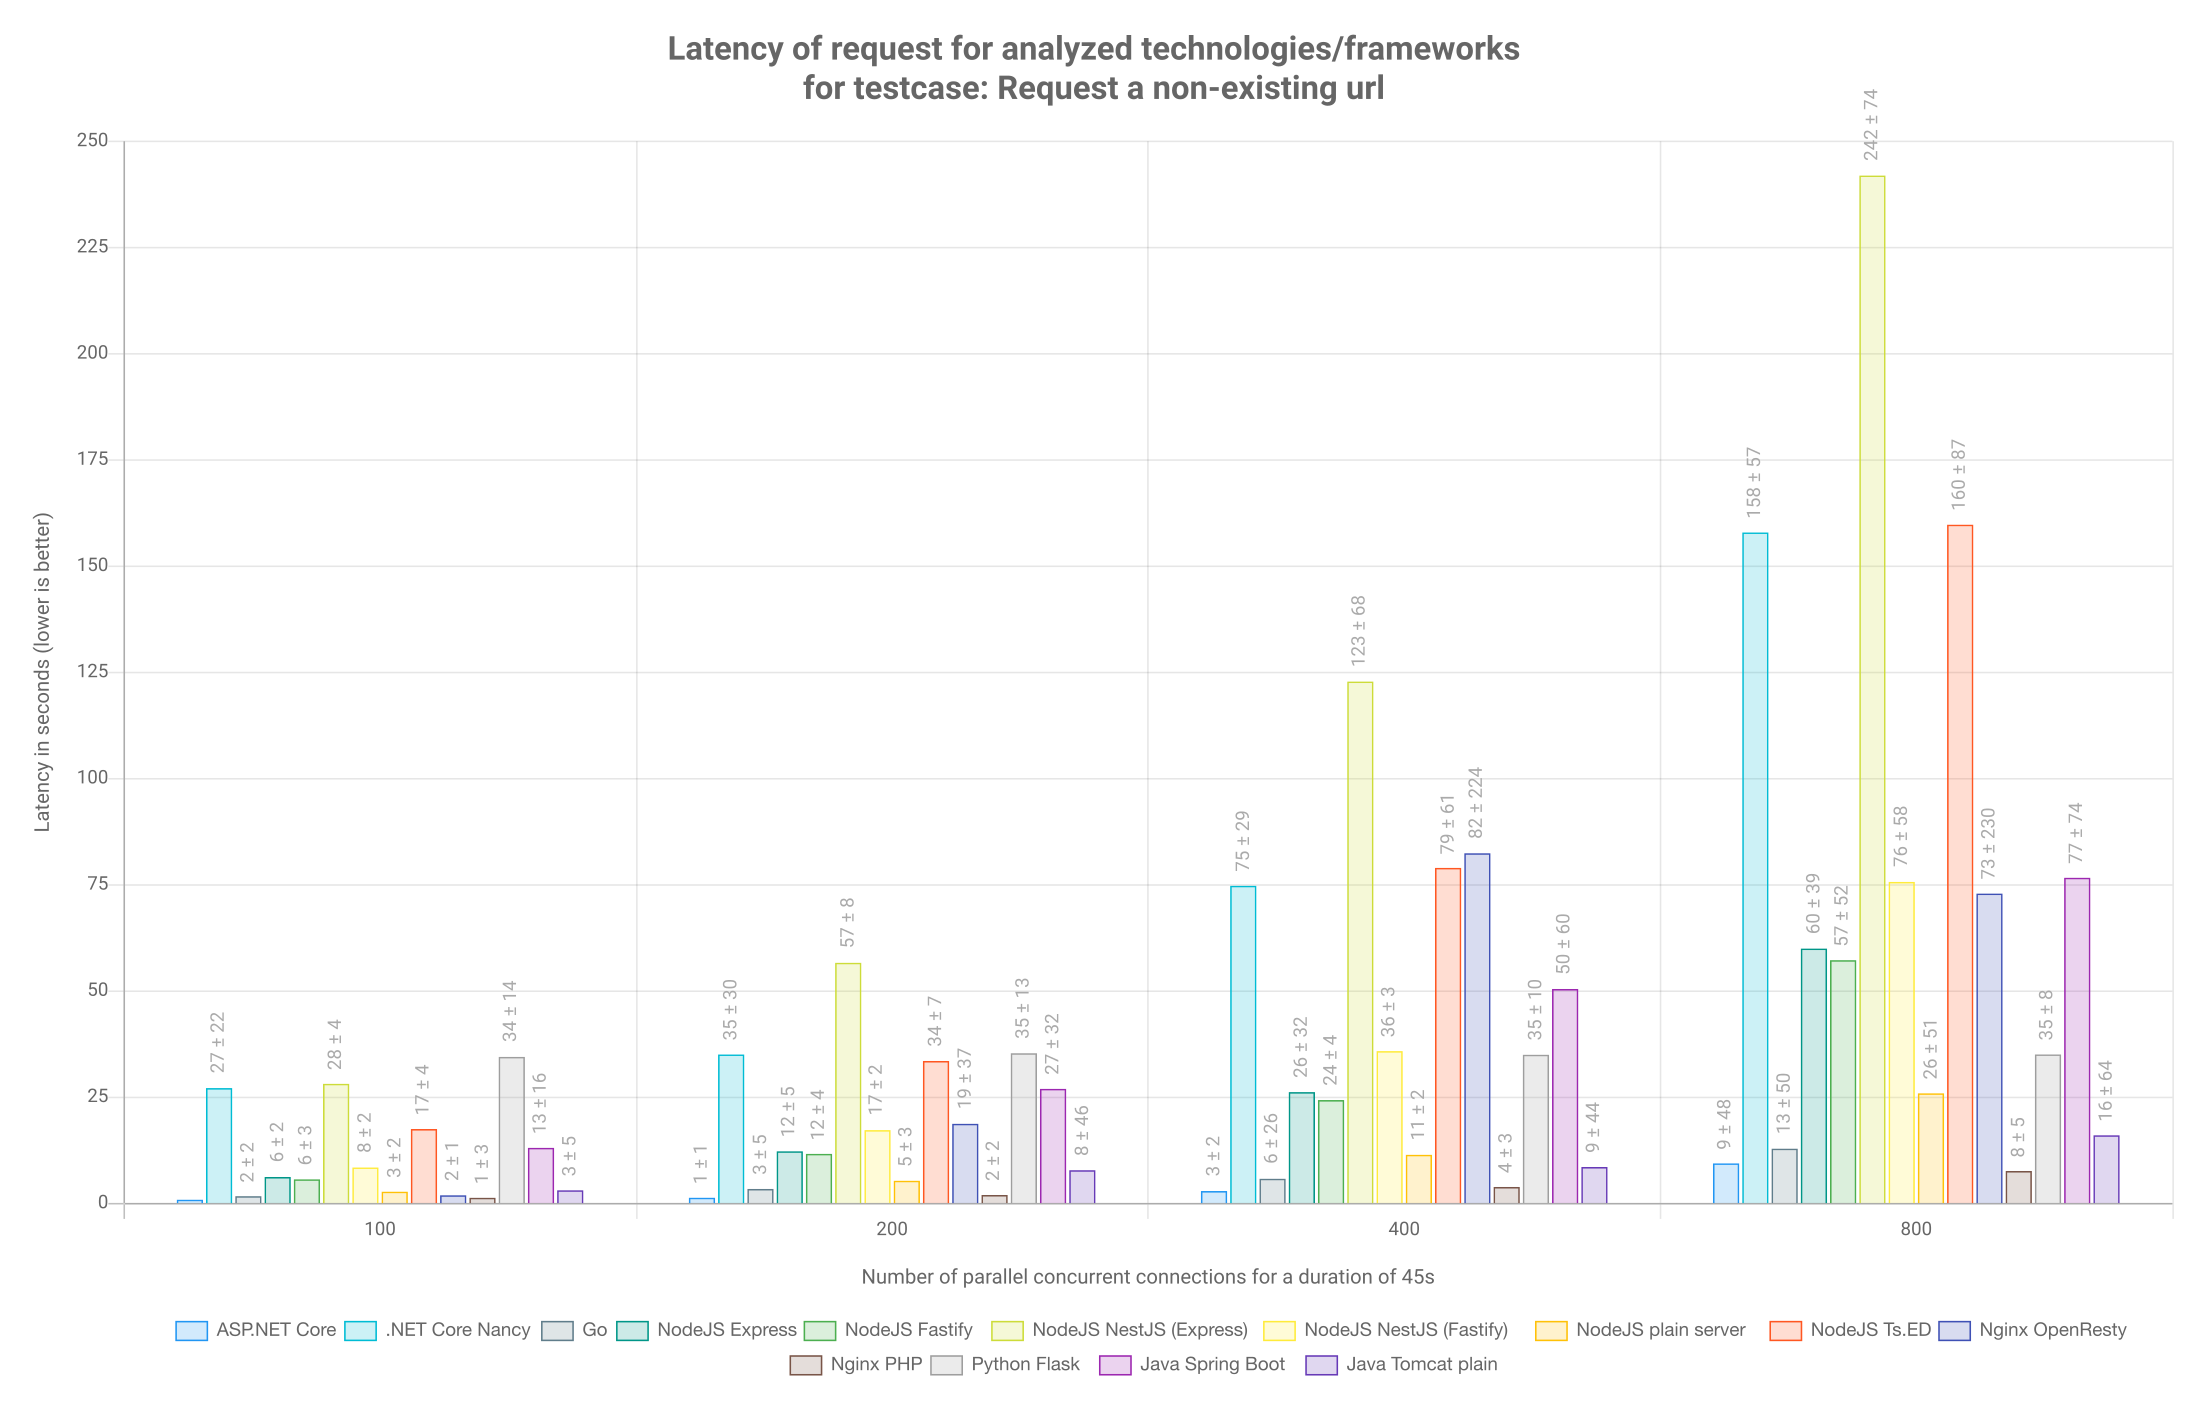 Latency of request for analyzed technologies/frameworks
for testcase: Request a non-existing url
Latency in seconds (lower is better)
250
225
200
175
150
125
100
75
50
25
0
27 ± 22
2 ± 2
6 ± 2
6 ± 3
28 ± 4
8 ± 2
3 ± 2
17 ± 4
2 ± 1
1 ± 3
34 ± 14
13 ± 16
3 ± 5
1 ± 1
35 ± 30
3 ± 5
12 ± 5
12 ± 4
57 ± 8
17 ± 2
5 ± 3
34 ± 7
19 ± 37
2 ± 2
35 ± 13
27 ± 32
8 ± 46
3 ± 2
75 ± 29
6 ± 26
26 ± 32
24 ± 4
123 ± 68
36 ± 3
11 ± 2
79 ± 61
82 ± 224
4 ± 3
35 ± 10
50 ± 60
9 ± 44
9 ± 48
158 ± 57
13 ± 50
60 ± 39
57 ± 52
242 ± 74
76 ± 58
26 ± 51
160 ± 87
73 ± 230
8 ± 5
35 ± 8
77 ± 74
16 ± 64
100
200
400
800
Number of parallel concurrent connections for a duration of 45s
ASP.NET Core .NET Core Nancy Go NodeJS Express NodeJS Fastify NodeJS NestJS (Express) NodeJS NestJS (Fastify) NodeJS plain server NodeJS Ts.ED Nginx OpenResty
Nginx PHP Python Flask Java Spring Boot Java Tomcat plain